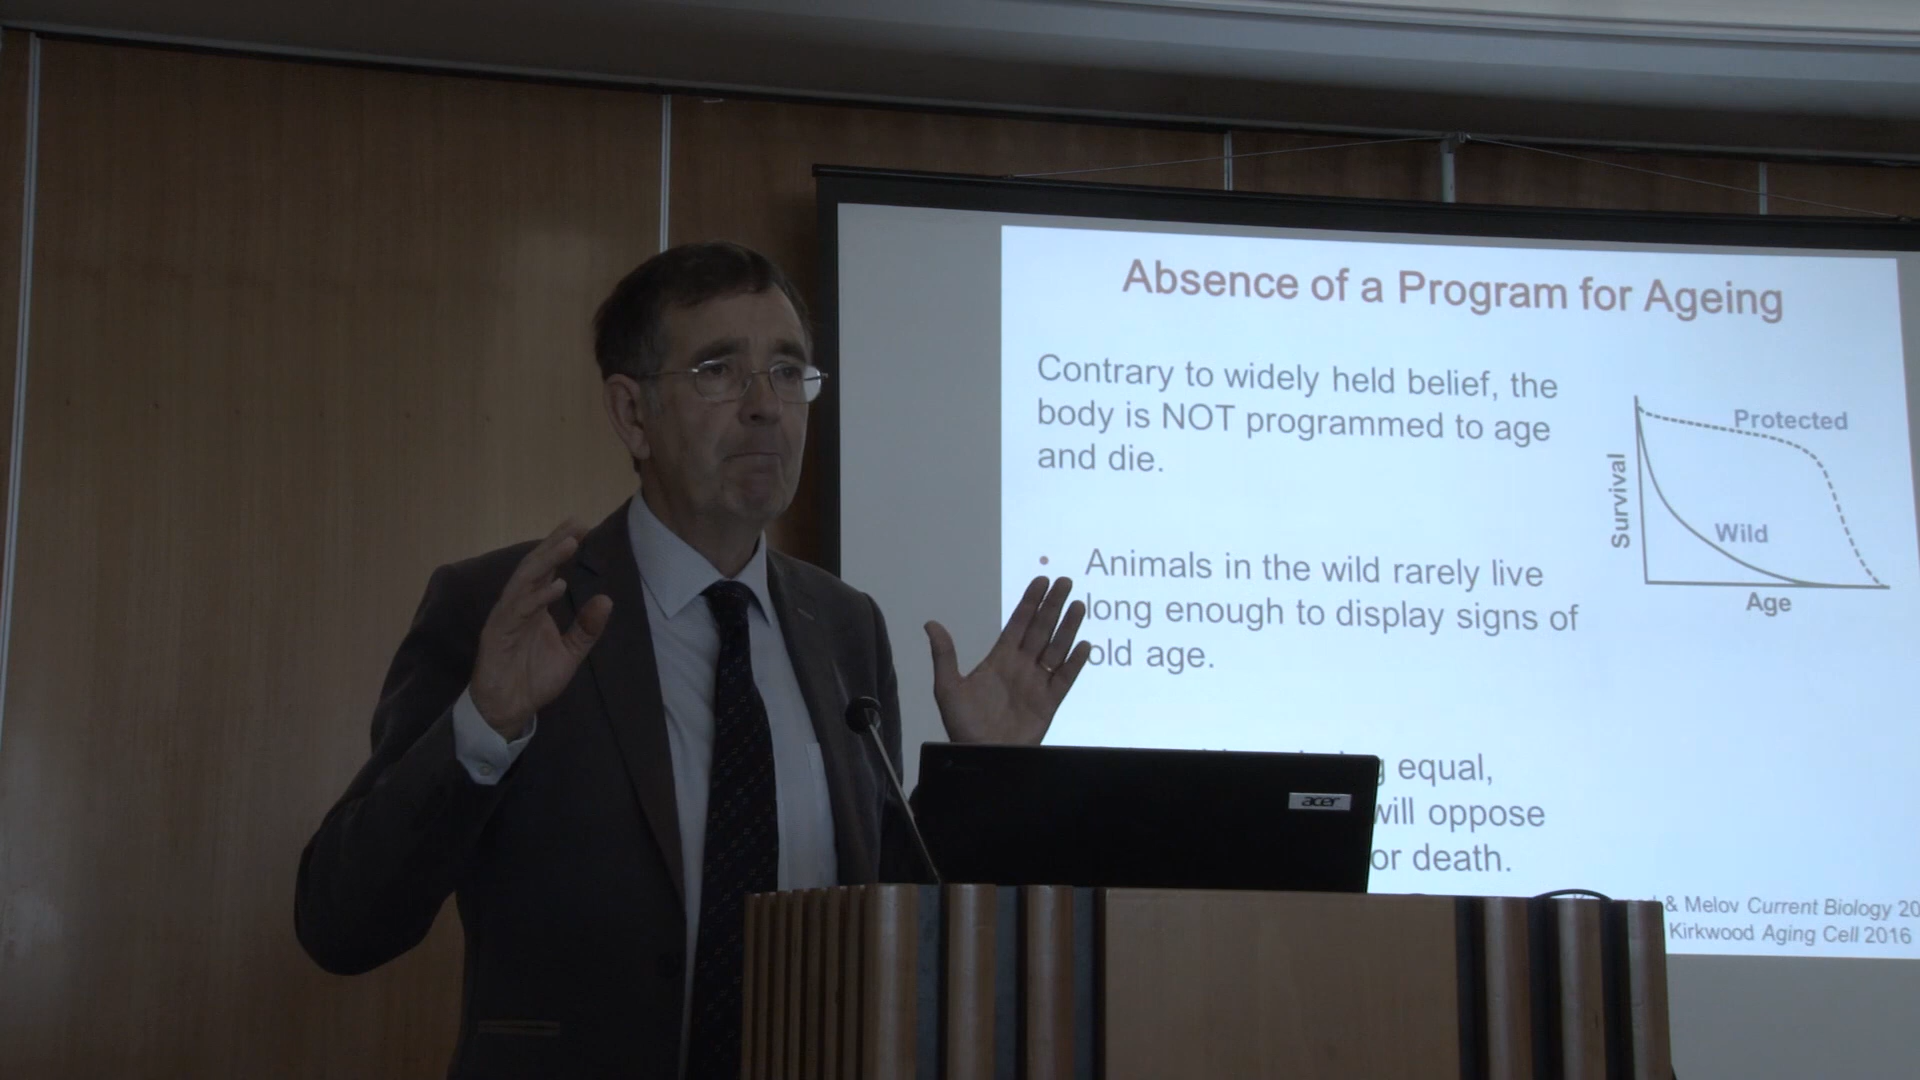 Absence of a Program for Ageing
Contrary to widely held belief, the
body is NOT programmed to age
and die.
Protected
Wild
Survival
Age
• Animals in the wild rarely live
long enough to display signs of
old age.
equal,
will oppose
or death.
& Melov Current Biology 20
Kirkwood Aging Cell 2016
acer